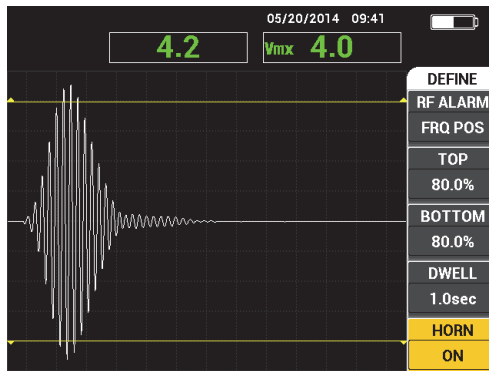 05/20/2014 09:41
4.2
Vmx 4.0
DEFINE
RF ALARM
FRQ POS
TOP
80.0%
BOTTOM
80.0%
DWELL
1.0sec
HORN
ON